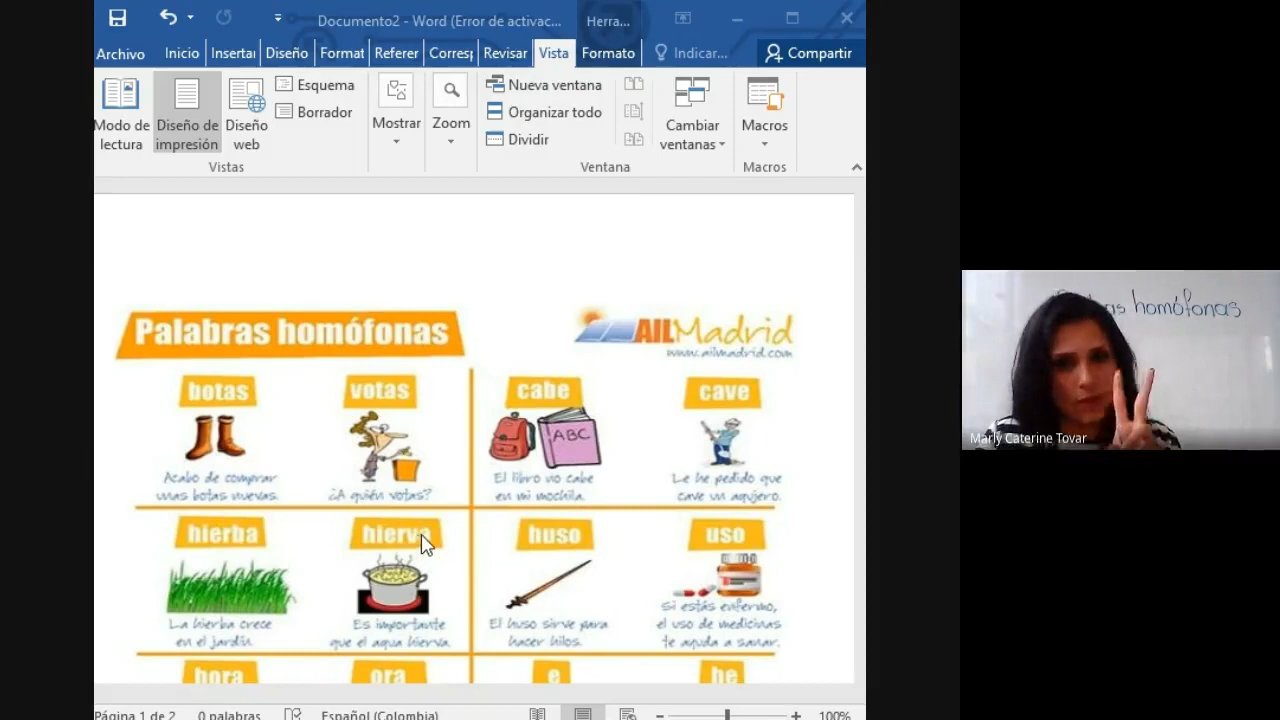 Documento2 - Word (Error de activac...
Herra...
Archivo
Inicio
Insertar
Diseño
Format
Referer
Corresp
Revisar
Vista
Formato
Indicar...
Compartir
Modo de lectura
Diseño de impresión
Diseño web
Esquema
Borrador
Mostrar
Zoom
Nueva ventana
Organizar todo
Dividir
Cambiar ventanas
Macros
Vistas
Ventana
Macros
Palabras homófonas
AILMadrid
www.ailmadrid.com
botas
votas
cabe
cave
ABC
Acabo de comprar
unas botas nuevas.
¿A quién votas?
El libro no cabe
en mi mochila.
Le he pedido que
cave un agujero.
hierba
hierva
huso
uso
La hierba crece
en el jardín.
Es importante
que el agua hierva.
El huso sirve para
hacer hilos.
Si estás enfermo,
el uso de medicinas
te ayuda a sanar.
hora
ora
e
he
Página 1 de 2
0 palabras
Español (Colombia)
100%
as homófonas
Marly Caterine Tovar